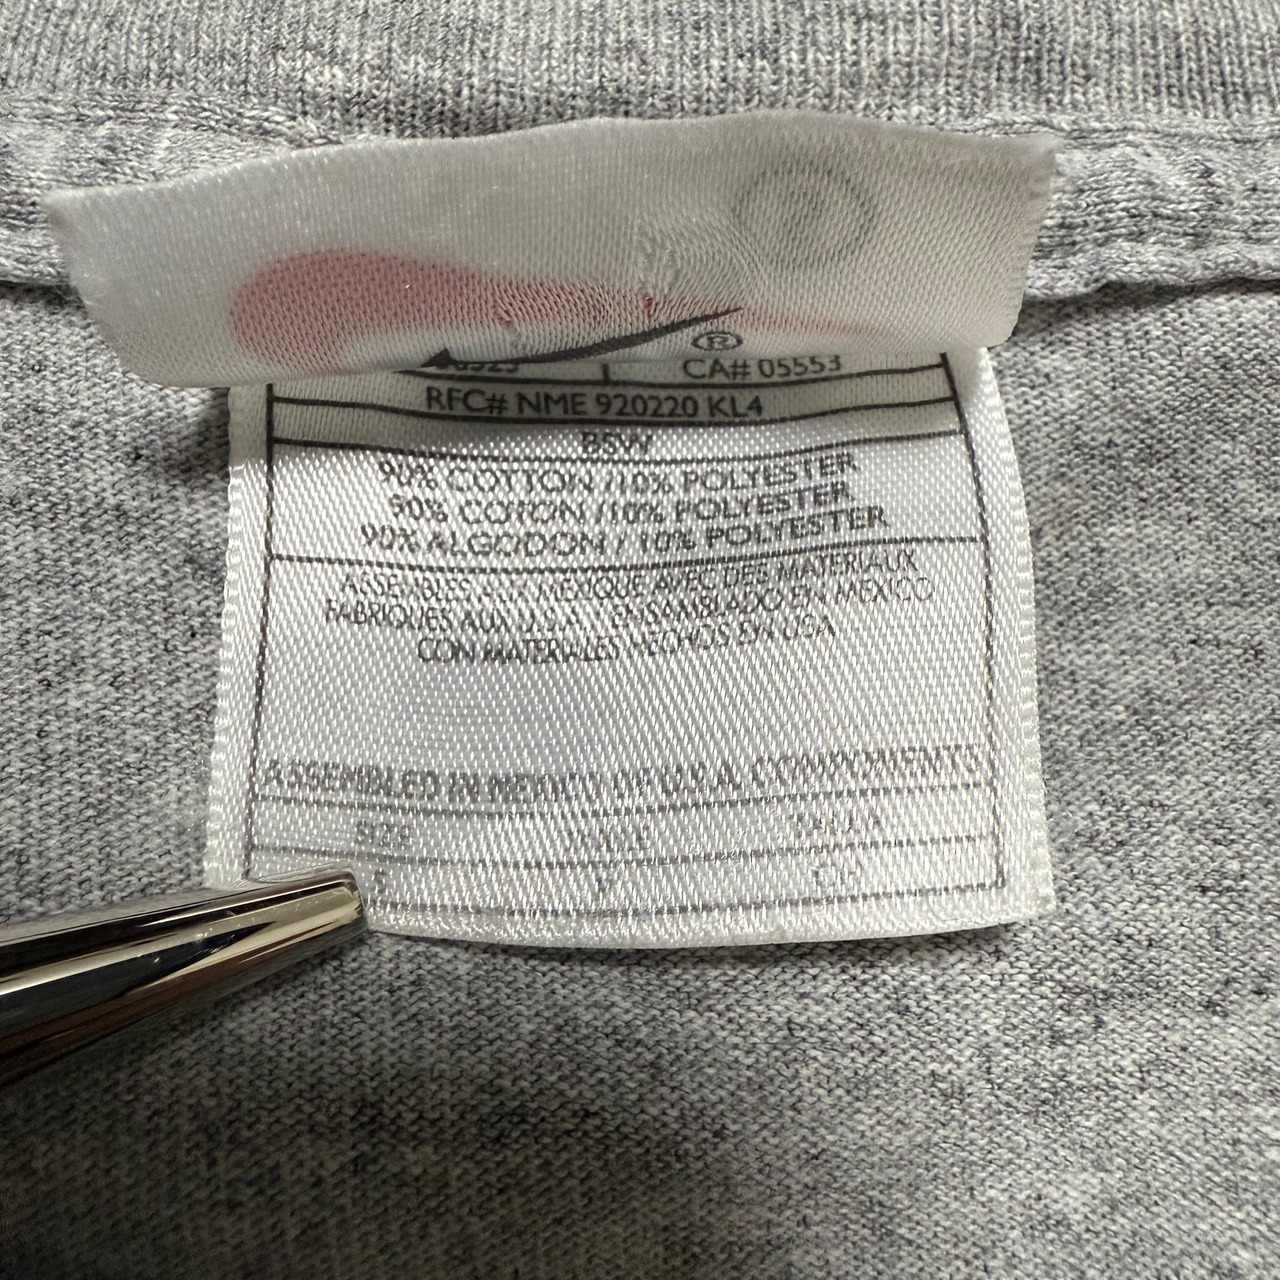 ®
CA# 05553
RFC# NME 920220 KL4
BSW
90% COTTON /10% POLYESTER
90% COTON /10% POLYESTER
90% ALGODON / 10% POLYESTER
ASSEMBLES AUX MEXIQUE AVEC DES MATERIAUX
FABRIQUES AUX U.S.A. / ENSAMBLADO EN MEXICO
CON MATERIALES HECHOS EN USA
ASSEMBLED IN MEXICO OF U.S.A. COMPONENTS
SIZE